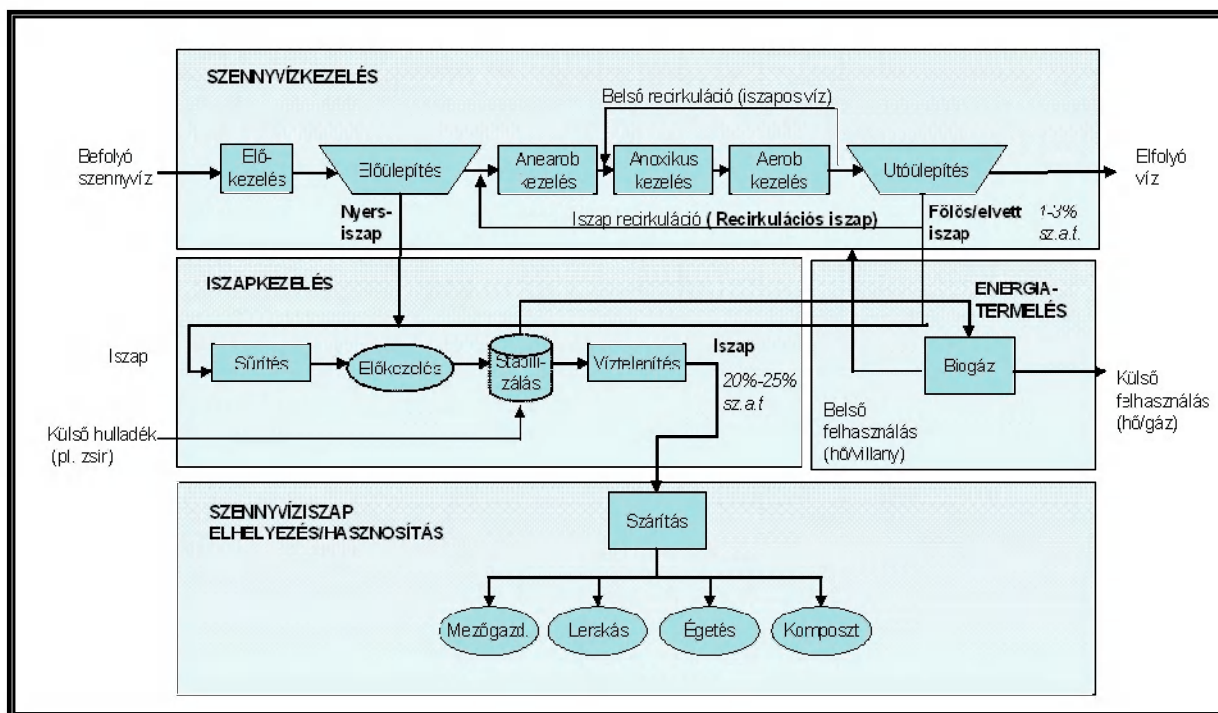 SZENNYVÍZKEZELÉS
Belső recirkuláció (iszapos víz)
Befolyó
szennyvíz
Elő-
kezelés
Előülepítés
Anearob
kezelés
Anoxikus
kezelés
Aerob
kezelés
Utóülepítés
Elfolyó
víz
Nyers-
iszap
Iszap recirkuláció ( Recirkulációs iszap)
Fölös/elvett
iszap
1-3%
sz.a.t.
ISZAPKEZELÉS
ENERGIA-
TERMELÉS
Iszap
Sűrítés
Előkezelés
Stabili-
zálás
Víztelenítés
Iszap
20%-25%
sz.a.t
Biogáz
Külső
felhasználás
(hő/gáz)
Belső
felhasználás
(hő/villany)
Külső hulladék
(pl. zsir)
SZENNYVÍZISZAP
ELHELYEZÉS/HASZNOSÍTÁS
Szárítás
Mezőgazd.
Lerakás
Égetés
Komposzt